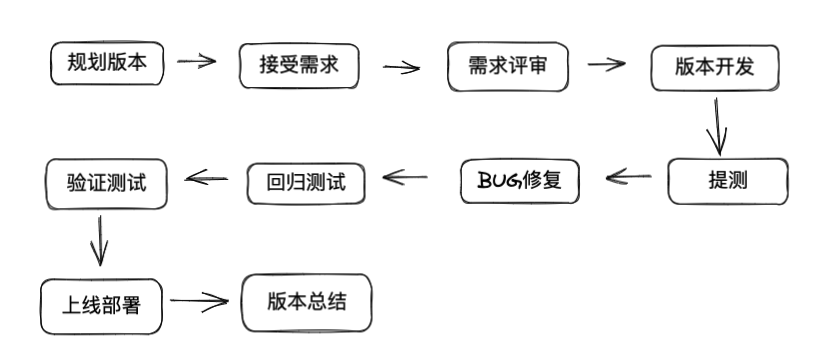 规划版本
接受需求
需求评审
版本开发
提测
BUG修复
回归测试
验证测试
上线部署
版本总结